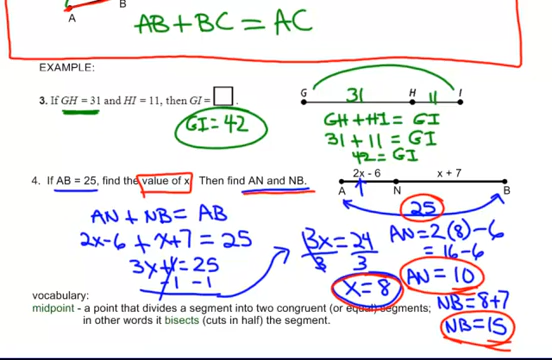 A
B
AB + BC = AC
EXAMPLE:
3. If GH = 31 and HI = 11, then GI =
GI = 42
G 31 H 11 I
GH + HI = GI
31 + 11 = GI
42 = GI
4. If AB = 25, find the value of x. Then find AN and NB.
2x - 6 x + 7
A N B
25
AN + NB = AB
2x-6 + x+7 = 25
3x+1 = 25
-1 -1
3x = 24
3 3
x = 8
AN = 2(8) - 6
= 16 - 6
AN = 10
NB = 8+7
NB = 15
vocabulary:
midpoint - a point that divides a segment into two congruent (or equal) segments;
in other words it bisects (cuts in half) the segment.